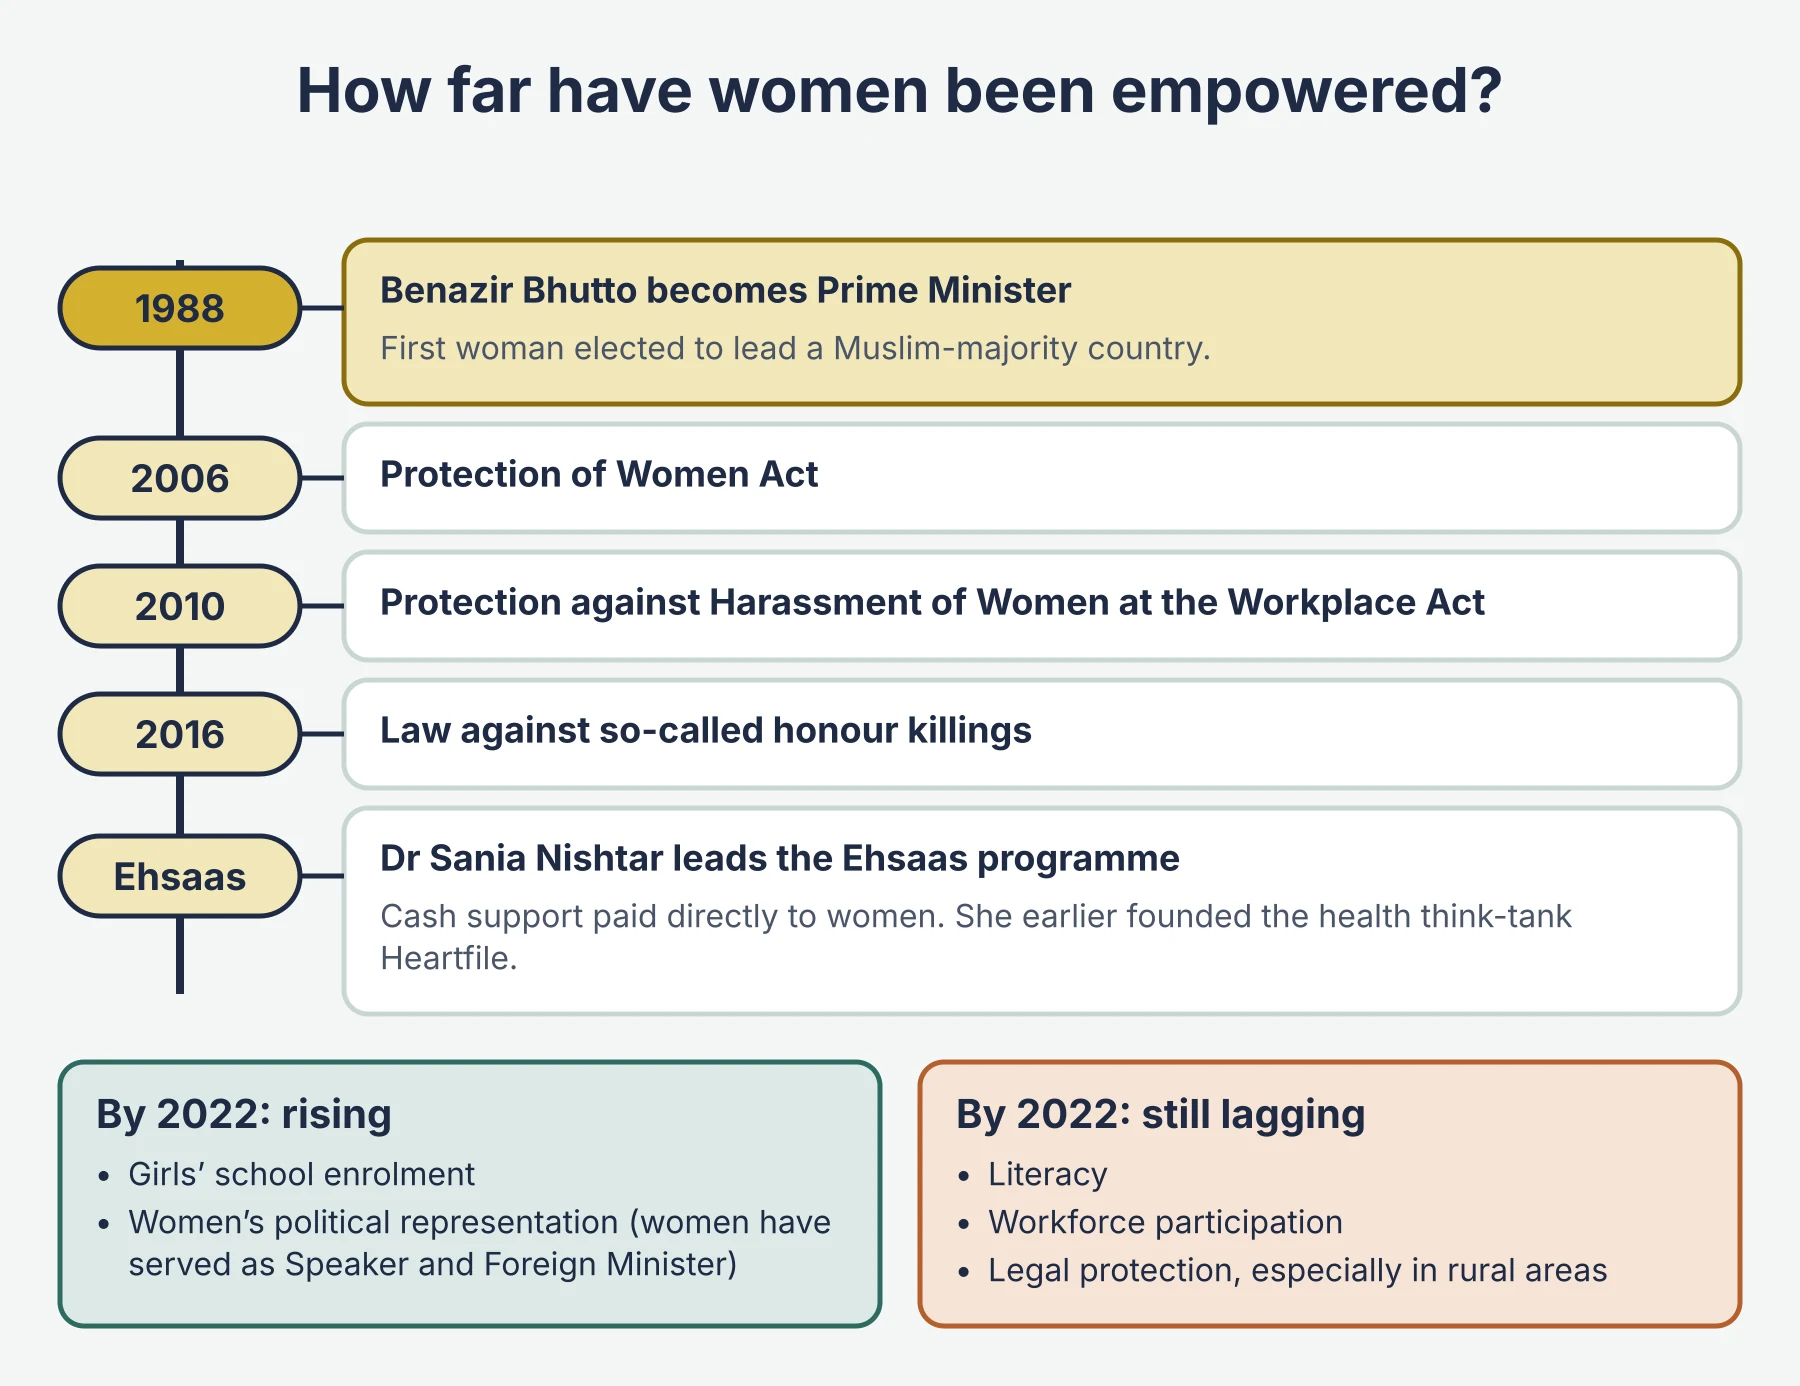 How far have women been empowered?
1988
Benazir Bhutto becomes Prime Minister
First woman elected to lead a Muslim-majority country.
2006
Protection of Women Act
2010
Protection against Harassment of Women at the Workplace Act
2016
Law against so-called honour killings
Ehsaas
Dr Sania Nishtar leads the Ehsaas programme
Cash support paid directly to women. She earlier founded the health think-tank
Heartfile.
By 2022: rising
• Girls’ school enrolment
• Women’s political representation (women have
served as Speaker and Foreign Minister)
By 2022: still lagging
• Literacy
• Workforce participation
• Legal protection, especially in rural areas